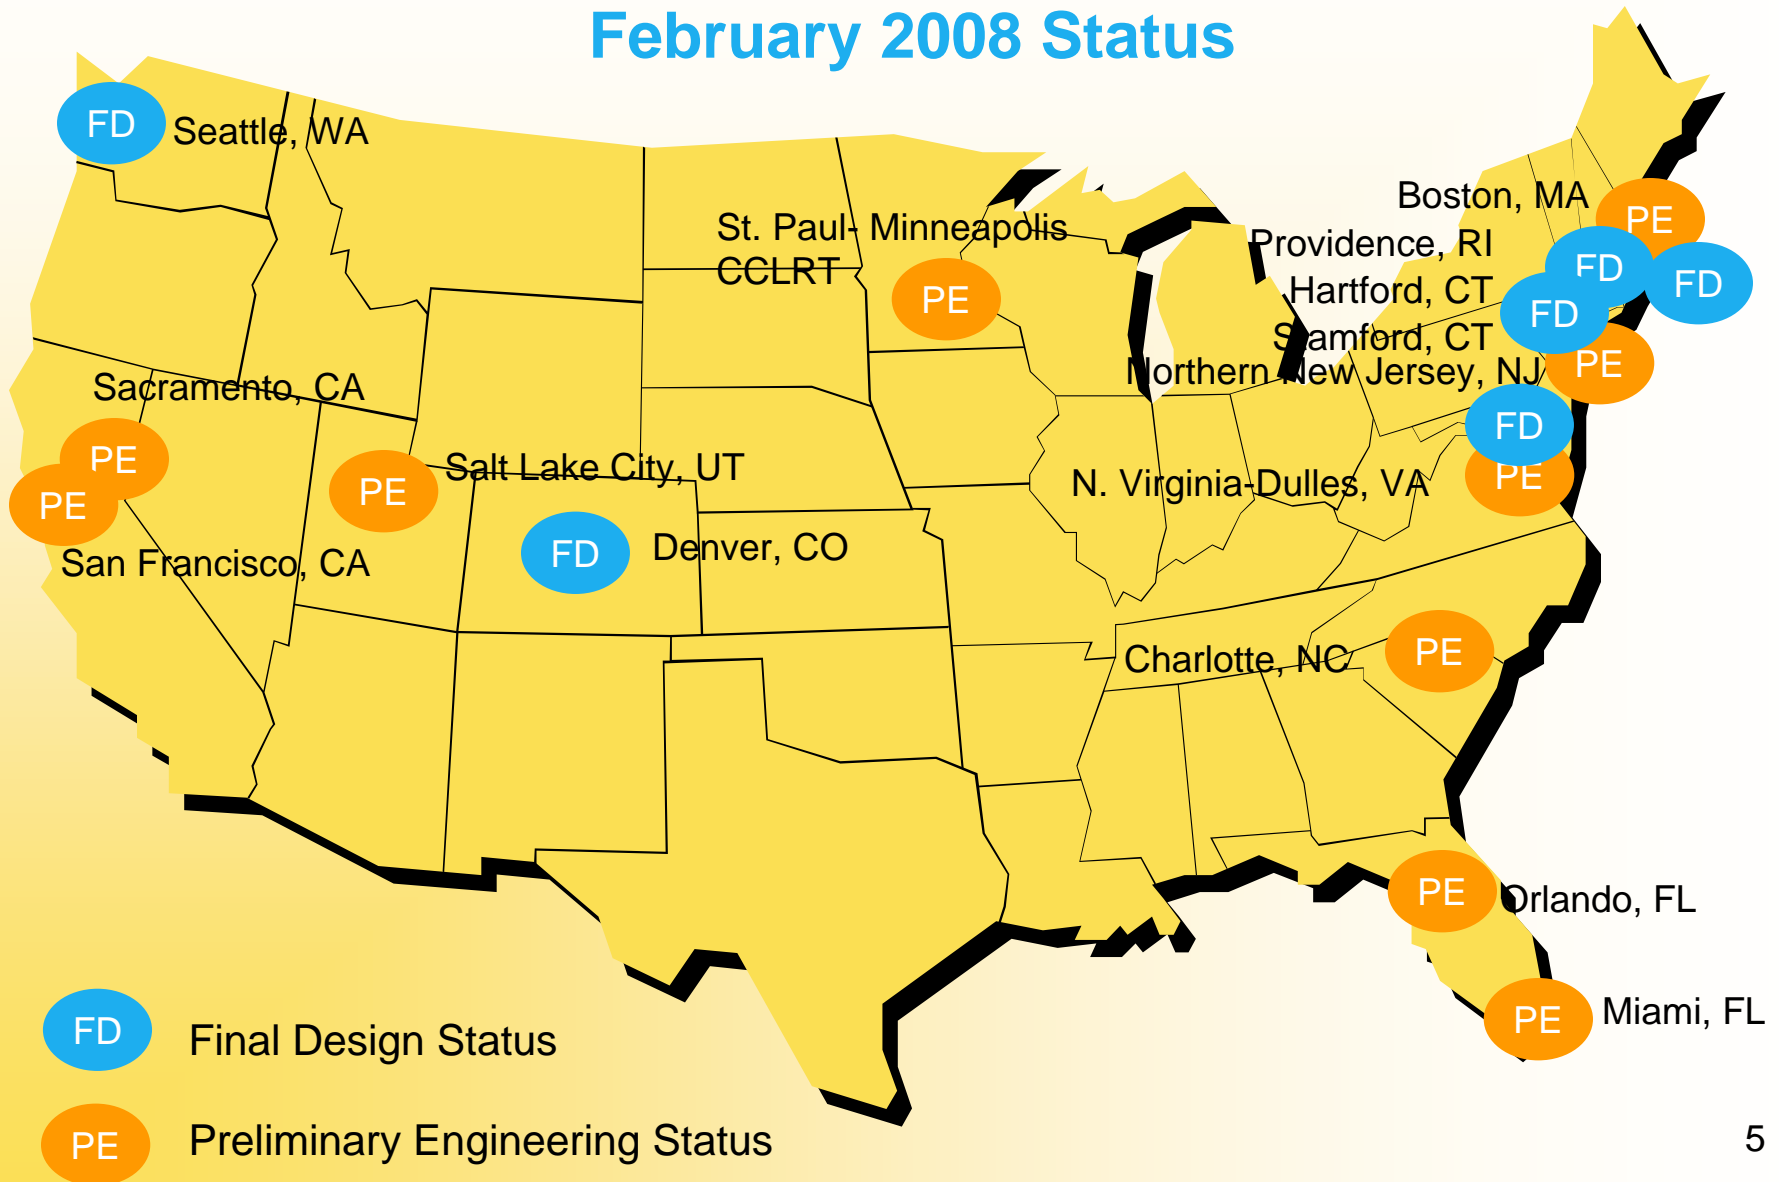 February 2008 Status
FD
Seattle, WA
St. Paul- Minneapolis
CCLRT
PE
Boston, MA
PE
Providence, RI
FD
FD
Hartford, CT
FD
Stamford, CT
PE
Northern New Jersey, NJ
FD
PE
N. Virginia-Dulles, VA
Sacramento, CA
PE
PE
San Francisco, CA
PE
Salt Lake City, UT
FD
Denver, CO
Charlotte, NC
PE
PE
Orlando, FL
PE
Miami, FL
FD
Final Design Status
PE
Preliminary Engineering Status
5